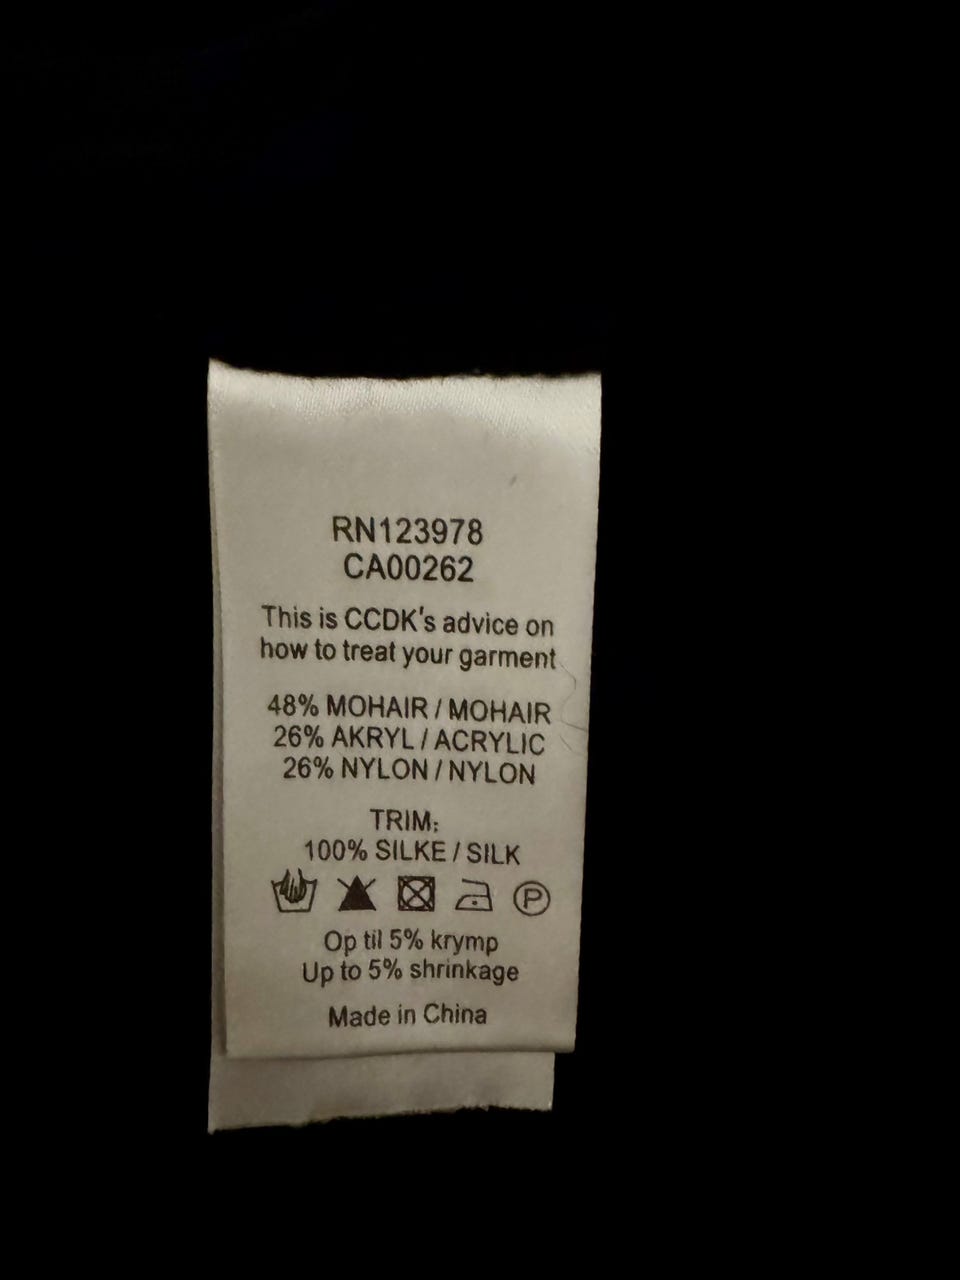 RN123978
CA00262
This is CCDK's advice on
how to treat your garment
48% MOHAIR / MOHAIR
26% AKRYL / ACRYLIC
26% NYLON / NYLON
TRIM:
100% SILKE / SILK
P
Op til 5% krymp
Up to 5% shrinkage
Made in China